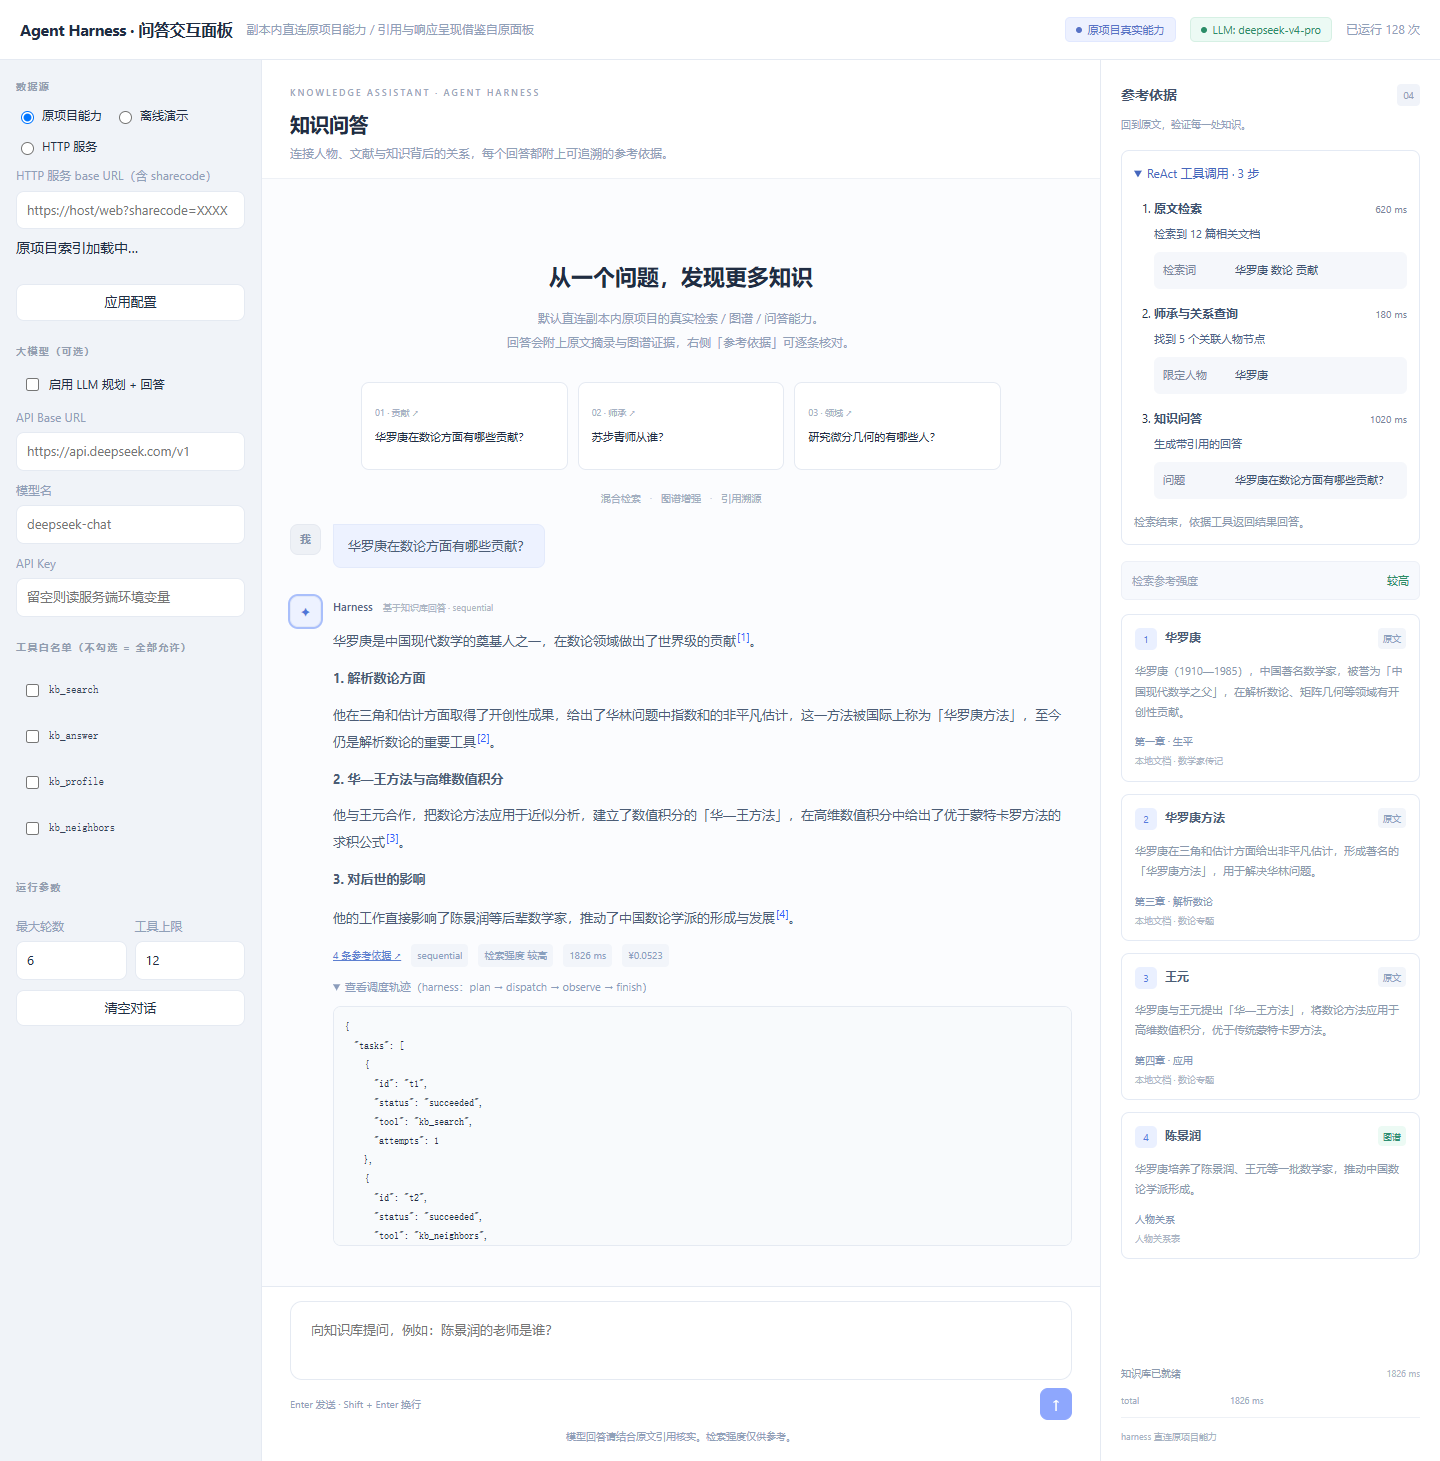 Agent Harness · 问答交互面板
副本内直连原项目能力 / 引用与响应呈现借鉴自原面板
原项目真实能力
LLM: deepseek-v4-pro
已运行 128 次
数据源
原项目能力
离线演示
HTTP 服务
HTTP 服务 base URL（含 sharecode）
https://host/web?sharecode=XXXX
原项目索引加载中...
应用配置
大模型（可选）
启用 LLM 规划 + 回答
API Base URL
https://api.deepseek.com/v1
模型名
deepseek-chat
API Key
留空则读服务端环境变量
工具白名单（不勾选 = 全部允许）
kb_search
kb_answer
kb_profile
kb_neighbors
运行参数
最大轮数
工具上限
6
12
清空对话
KNOWLEDGE ASSISTANT · AGENT HARNESS
知识问答
连接人物、文献与知识背后的关系，每个回答都附上可追溯的参考依据。
从一个问题，发现更多知识
默认直连副本内原项目的真实检索 / 图谱 / 问答能力。
回答会附上原文摘录与图谱证据，右侧「参考依据」可逐条核对。
01 · 贡献 ↗
华罗庚在数论方面有哪些贡献？
02 · 师承 ↗
苏步青师从谁？
03 · 领域 ↗
研究微分几何的有哪些人？
混合检索 · 图谱增强 · 引用溯源
我
华罗庚在数论方面有哪些贡献？
✦
Harness 基于知识库回答 · sequential
华罗庚是中国现代数学的奠基人之一，在数论领域做出了世界级的贡献[1]。
1. 解析数论方面
他在三角和估计方面取得了开创性成果，给出了华林问题中指数和的非平凡估计，这一方法被国际上称为「华罗庚方法」，至今
仍是解析数论的重要工具[2]。
2. 华—王方法与高维数值积分
他与王元合作，把数论方法应用于近似分析，建立了数值积分的「华—王方法」，在高维数值积分中给出了优于蒙特卡罗方法的
求积公式[3]。
3. 对后世的影响
他的工作直接影响了陈景润等后辈数学家，推动了中国数论学派的形成与发展[4]。
4 条参考依据 ↗
sequential
检索强度 较高
1826 ms
¥0.0523
▼ 查看调度轨迹（harness：plan → dispatch → observe → finish）
{
"tasks": [
{
"id": "t1",
"status": "succeeded",
"tool": "kb_search",
"attempts": 1
},
{
"id": "t2",
"status": "succeeded",
"tool": "kb_neighbors",
向知识库提问，例如：陈景润的老师是谁？
Enter 发送 · Shift + Enter 换行
↑
模型回答请结合原文引用核实。检索强度仅供参考。
参考依据
04
回到原文，验证每一处知识。
▼ ReAct 工具调用 · 3 步
1. 原文检索
620 ms
检索到 12 篇相关文档
检索词
华罗庚 数论 贡献
2. 师承与关系查询
180 ms
找到 5 个关联人物节点
限定人物
华罗庚
3. 知识问答
1020 ms
生成带引用的回答
问题
华罗庚在数论方面有哪些贡献？
检索结束，依据工具返回结果回答。
检索参考强度
较高
1
华罗庚
原文
华罗庚（1910—1985），中国著名数学家，被誉为「中
国现代数学之父」，在解析数论、矩阵几何等领域有开
创性贡献。
第一章 · 生平
本地文档 · 数学家传记
2
华罗庚方法
原文
华罗庚在三角和估计方面给出非平凡估计，形成著名的
「华罗庚方法」，用于解决华林问题。
第三章 · 解析数论
本地文档 · 数论专题
3
王元
原文
华罗庚与王元提出「华—王方法」，将数论方法应用于
高维数值积分，优于传统蒙特卡罗方法。
第四章 · 应用
本地文档 · 数论专题
4
陈景润
图谱
华罗庚培养了陈景润、王元等一批数学家，推动中国数
论学派形成。
人物关系
人物关系表
知识库已就绪
1826 ms
total
1826 ms
harness 直连原项目能力